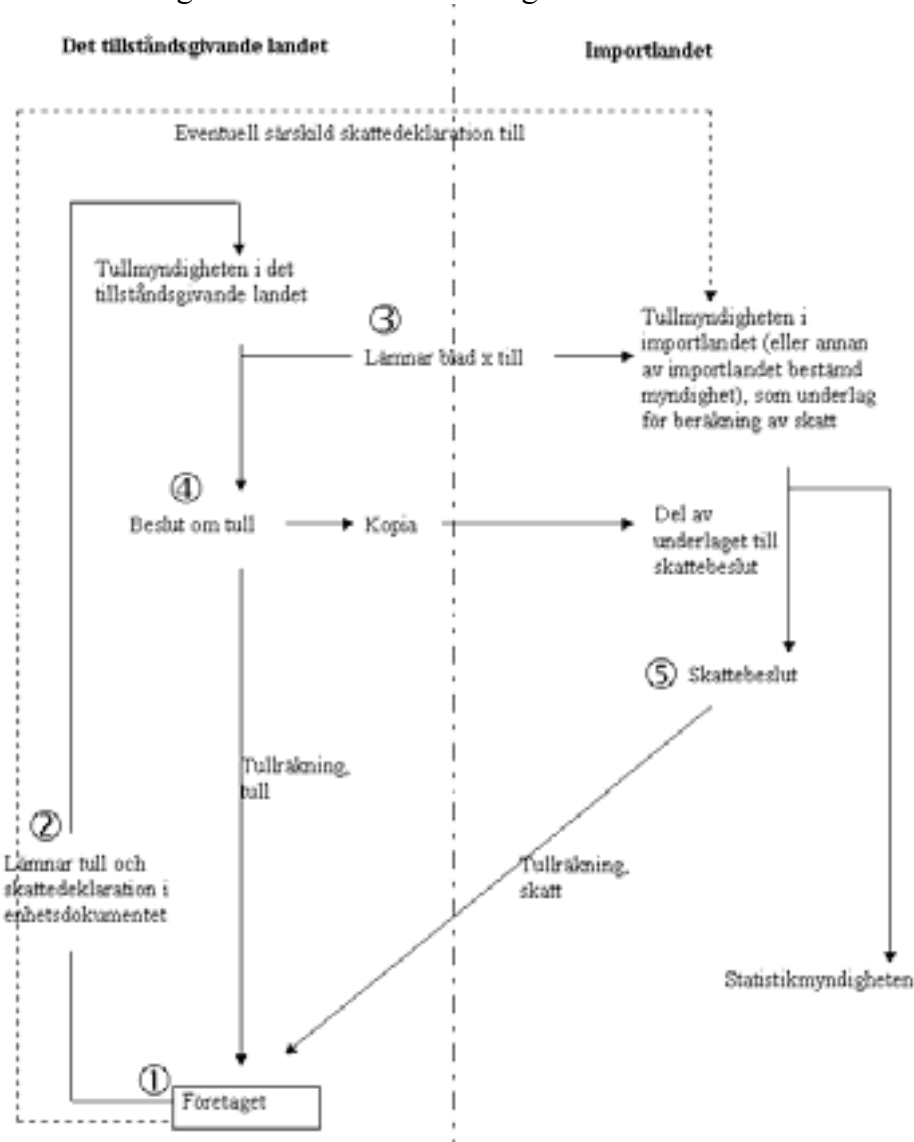 Det tillståndsgivande landet
Importlandet
Eventuell särskild skattedeklaration till
Tullmyndigheten i det
tillståndsgivande landet
③
Lämnar blad x till
Tullmyndigheten i
importlandet (eller annan
av importlandet bestämd
myndighet), som underlag
för beräkning av skatt
④
Beslut om tull
Kopia
Del av
underlaget till
skattebeslut
⑤ Skattebeslut
Tullräkning,
tull
②
Lämnar tull och
skattedeklaration i
enhetsdokumentet
Tullräkning,
skatt
Statistikmyndigheten
①
Företaget